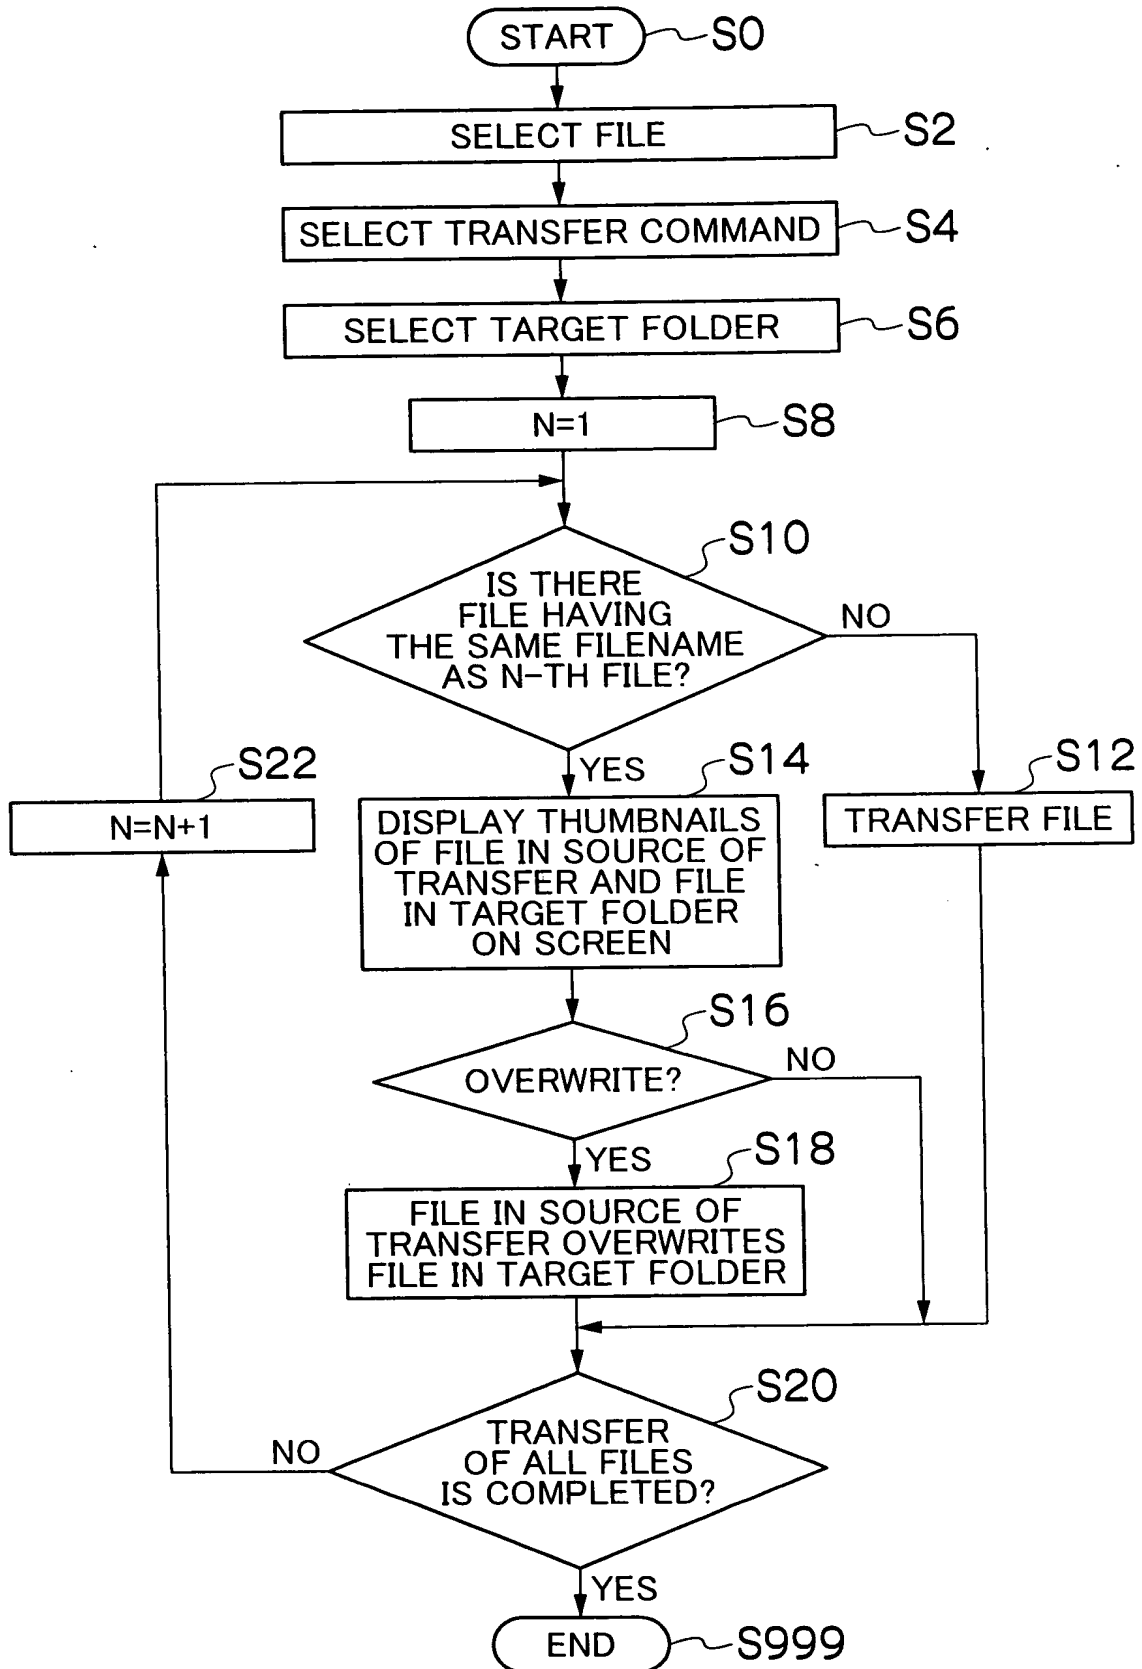 START
S0
SELECT FILE
S2
SELECT TRANSFER COMMAND
S4
SELECT TARGET FOLDER
S6
N=1
S8
S10
IS THERE
FILE HAVING
THE SAME FILENAME
AS N-TH FILE?
NO
YES
S14
S12
S22
N=N+1
DISPLAY THUMBNAILS
OF FILE IN SOURCE OF
TRANSFER AND FILE
IN TARGET FOLDER
ON SCREEN
TRANSFER FILE
S16
OVERWRITE?
NO
YES
S18
FILE IN SOURCE OF
TRANSFER OVERWRITES
FILE IN TARGET FOLDER
S20
TRANSFER
OF ALL FILES
IS COMPLETED?
NO
YES
END
S999